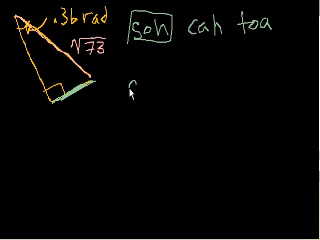 .36 rad
√73
soh cah toa